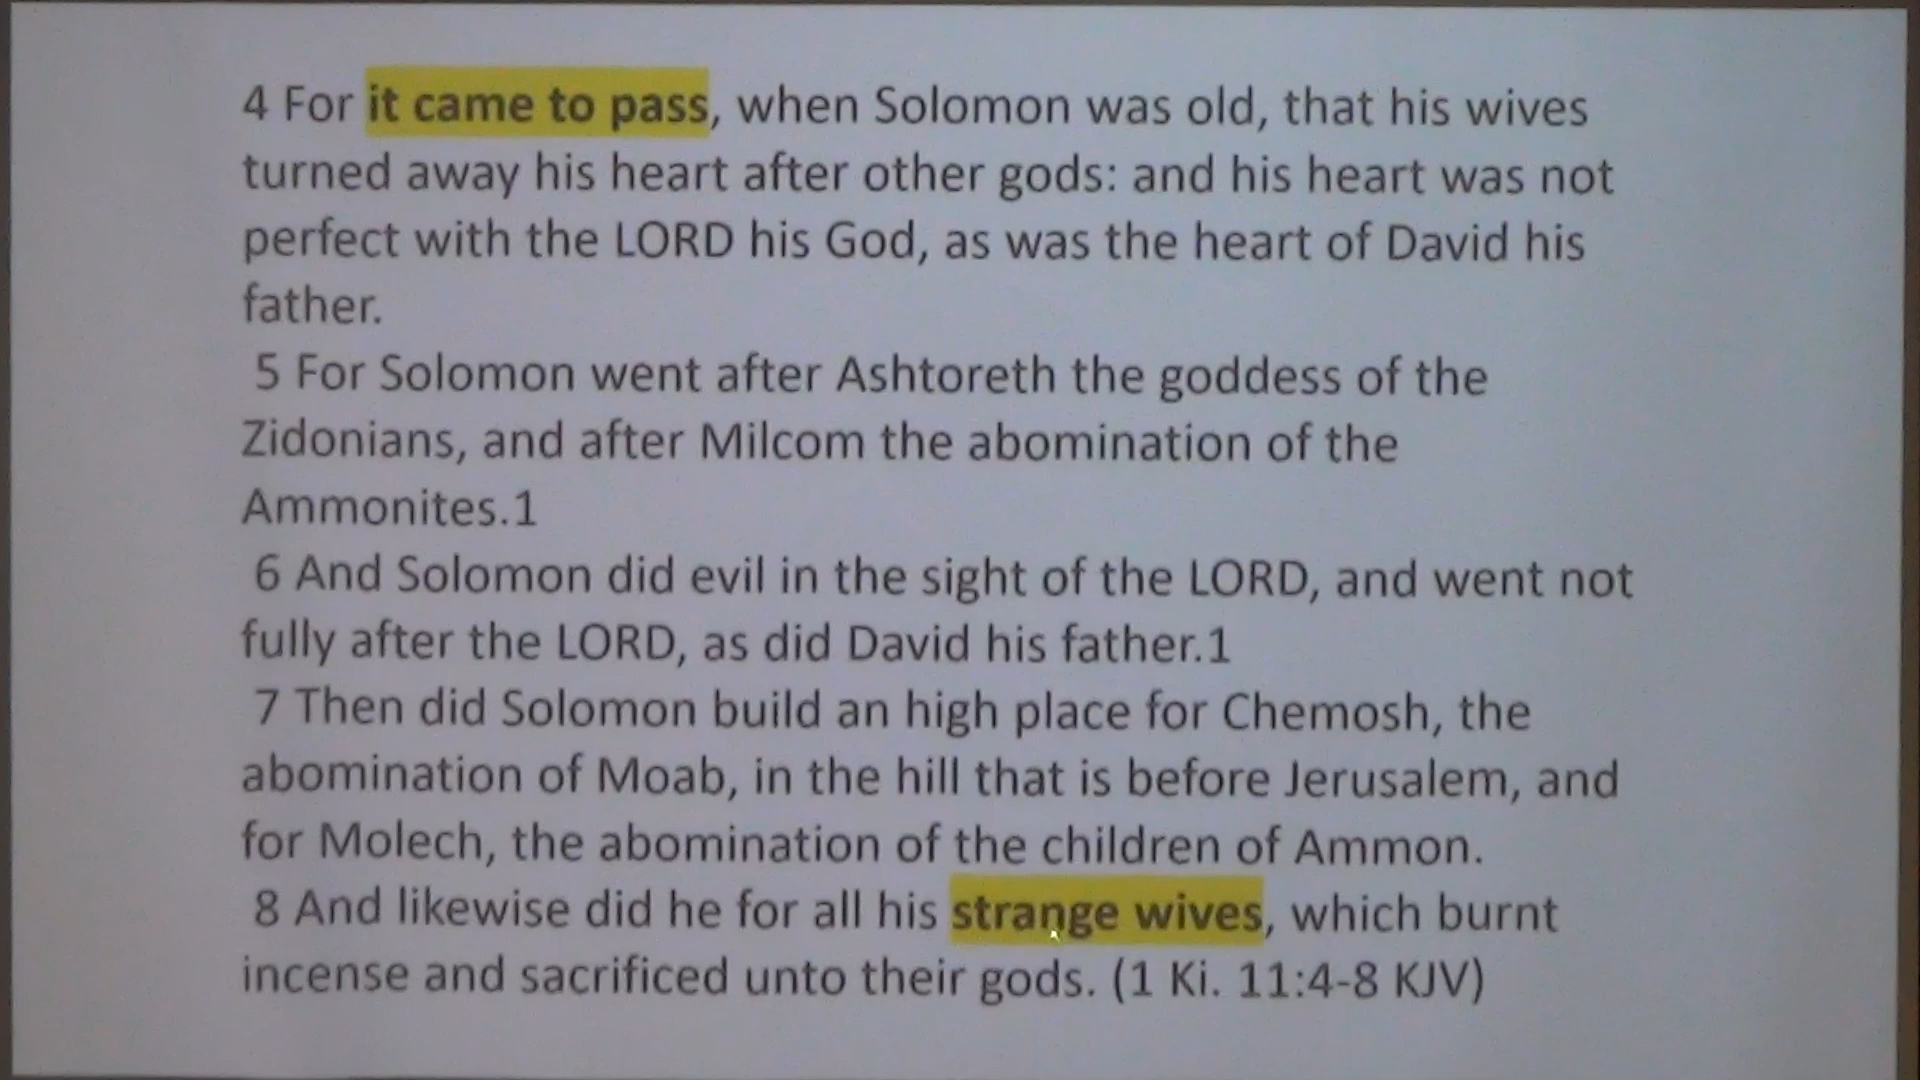 4 For it came to pass, when Solomon was old, that his wives
turned away his heart after other gods: and his heart was not
perfect with the LORD his God, as was the heart of David his
father.
5 For Solomon went after Ashtoreth the goddess of the
Zidonians, and after Milcom the abomination of the
Ammonites.1
6 And Solomon did evil in the sight of the LORD, and went not
fully after the LORD, as did David his father.1
7 Then did Solomon build an high place for Chemosh, the
abomination of Moab, in the hill that is before Jerusalem, and
for Molech, the abomination of the children of Ammon.
8 And likewise did he for all his strange wives, which burnt
incense and sacrificed unto their gods. (1 Ki. 11:4-8 KJV)